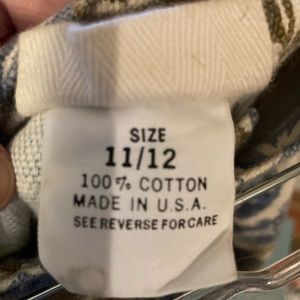 SIZE
11/12
100% COTTON
MADE IN U.S.A.
SEE REVERSE FOR CARE